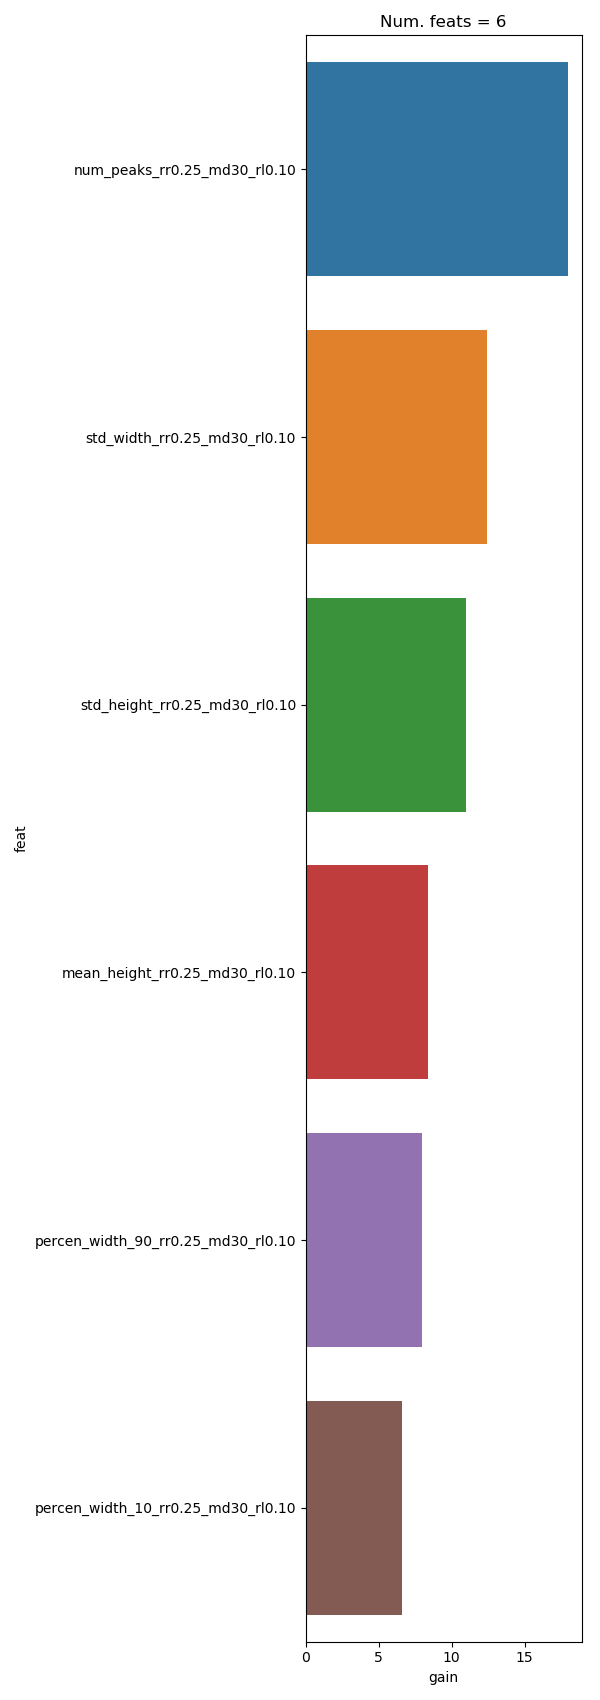 Num. feats = 6
num_peaks_rr0.25_md30_rl0.10
std_width_rr0.25_md30_rl0.10
std_height_rr0.25_md30_rl0.10
feat
mean_height_rr0.25_md30_rl0.10
percen_width_90_rr0.25_md30_rl0.10
percen_width_10_rr0.25_md30_rl0.10
0 5 10 15
gain